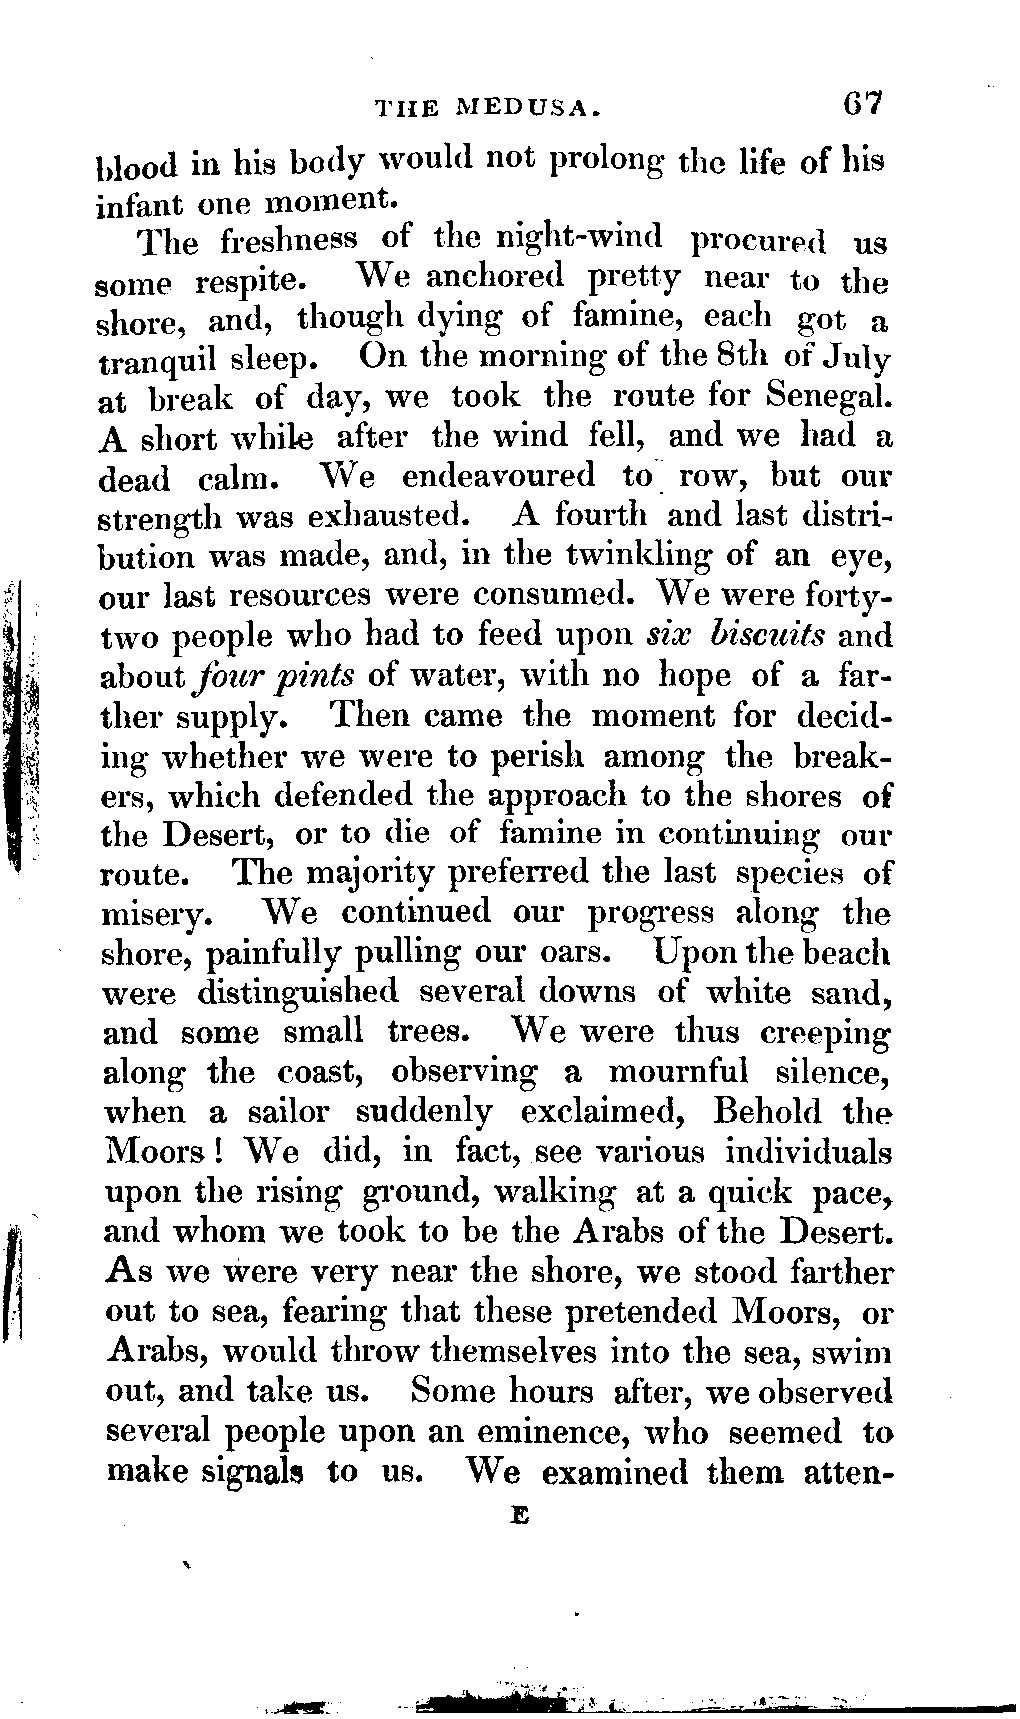 THE MEDUSA. 67
blood in his body would not prolong the life of his
infant one moment.
The freshness of the night-wind procured us
some respite. We anchored pretty near to the
shore, and, though dying of famine, each got a
tranquil sleep. On the morning of the 8th of July
at break of day, we took the route for Senegal.
A short while after the wind fell, and we had a
dead calm. We endeavoured to row, but our
strength was exhausted. A fourth and last distri-
bution was made, and, in the twinkling of an eye,
our last resources were consumed. We were forty-
two people who had to feed upon six biscuits and
about four pints of water, with no hope of a far-
ther supply. Then came the moment for decid-
ing whether we were to perish among the break-
ers, which defended the approach to the shores of
the Desert, or to die of famine in continuing our
route. The majority preferred the last species of
misery. We continued our progress along the
shore, painfully pulling our oars. Upon the beach
were distinguished several downs of white sand,
and some small trees. We were thus creeping
along the coast, observing a mournful silence,
when a sailor suddenly exclaimed, Behold the
Moors! We did, in fact, see various individuals
upon the rising ground, walking at a quick pace,
and whom we took to be the Arabs of the Desert.
As we were very near the shore, we stood farther
out to sea, fearing that these pretended Moors, or
Arabs, would throw themselves into the sea, swim
out, and take us. Some hours after, we observed
several people upon an eminence, who seemed to
make signals to us. We examined them atten-
E